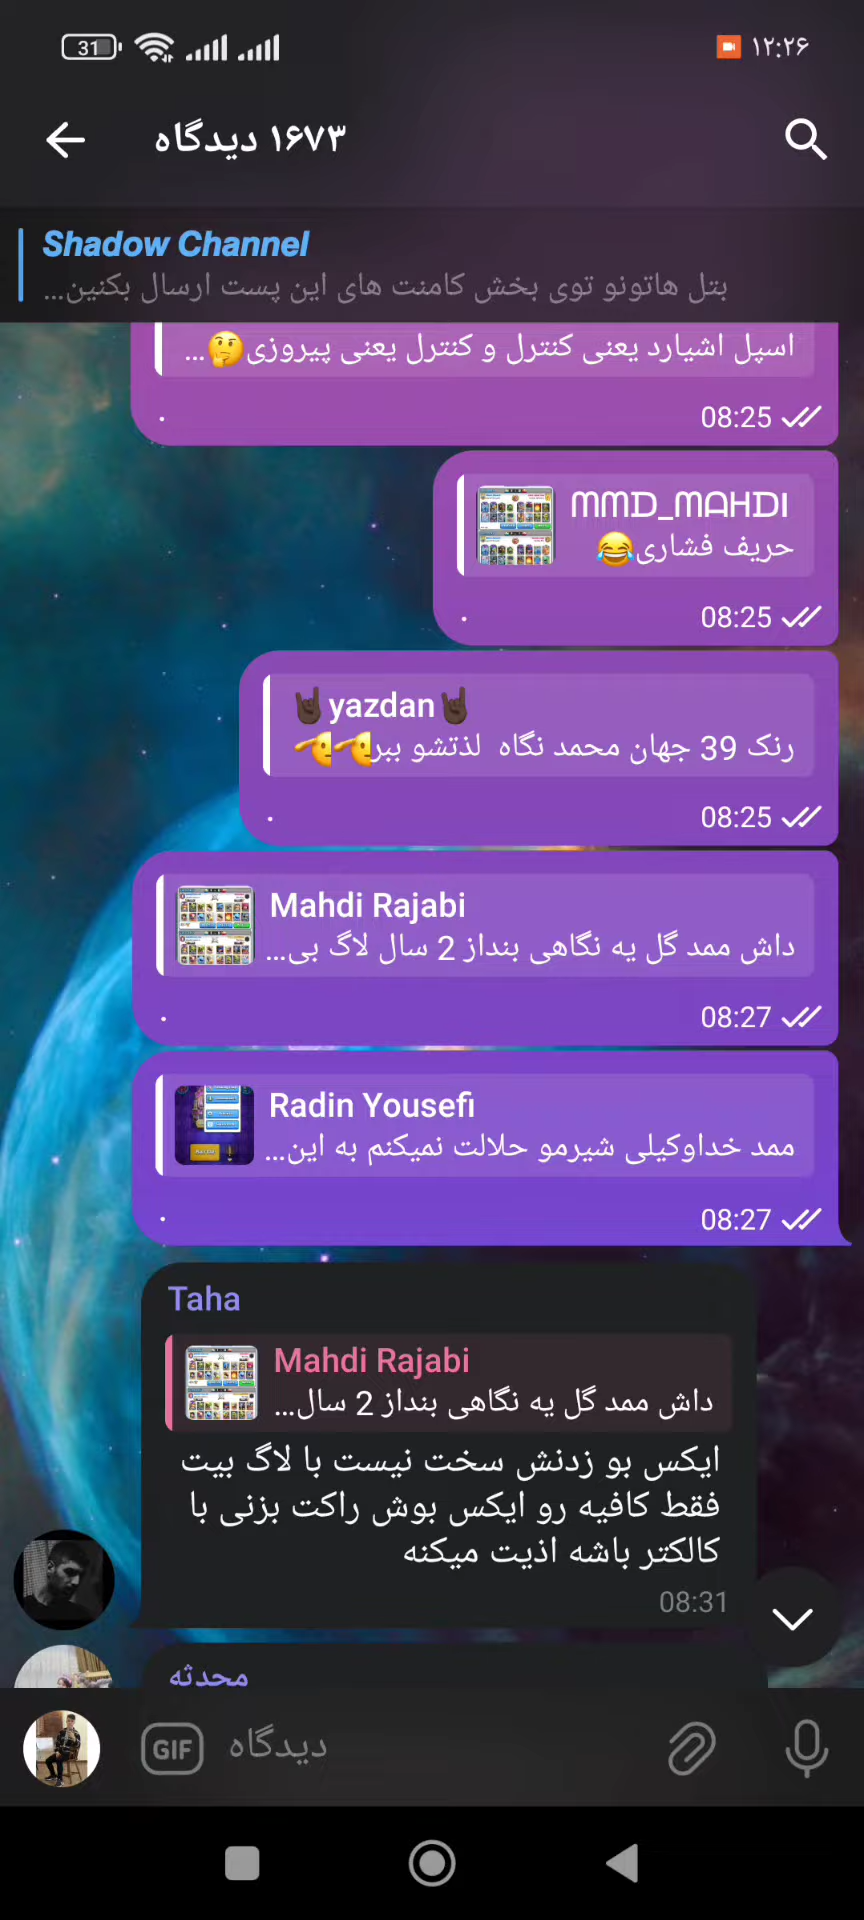 31
۱۲:۲۶
۱۶۷۳ دیدگاه
Shadow Channel
بتل هاتونو توی بخش کامنت های این پست ارسال بکنین...
اسپل اشیارد یعنی کنترل و کنترل یعنی پیروزی🤔...
.
08:25
MMD_MAHDI
حریف فشاری😂
.
08:25
🤘🏿yazdan🤘🏿
رنک 39 جهان محمد نگاه لذتشو ببر🫵🫵
.
08:25
Mahdi Rajabi
داش ممد گل یه نگاهی بنداز 2 سال لاگ بی...
.
08:27
Radin Yousefi
ممد خداوکیلی شیرمو حلالت نمیکنم به این...
.
08:27
Taha
Mahdi Rajabi
داش ممد گل یه نگاهی بنداز 2 سال...
ایکس بو زدنش سخت نیست با لاگ بیت
فقط کافیه رو ایکس بوش راکت بزنی با
کالکتر باشه اذیت میکنه
08:31
محدثه
GIF
دیدگاه